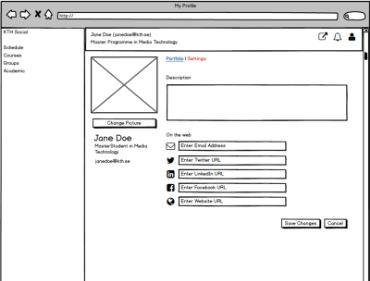 My Profile
http://
KTH Social
Schedule
Courses
Groups
Academic
Jane Doe (janedoe@kth.se)
Master Programme in Media Technology
Portfolio | Settings
Description
Change Picture
Jane Doe
Master Student in Media
Technology
janedoe@kth.se
On the web
Enter Email Address
Enter Twitter URL
Enter LinkedIn URL
Enter Facebook URL
Enter Website URL
Save Changes
Cancel